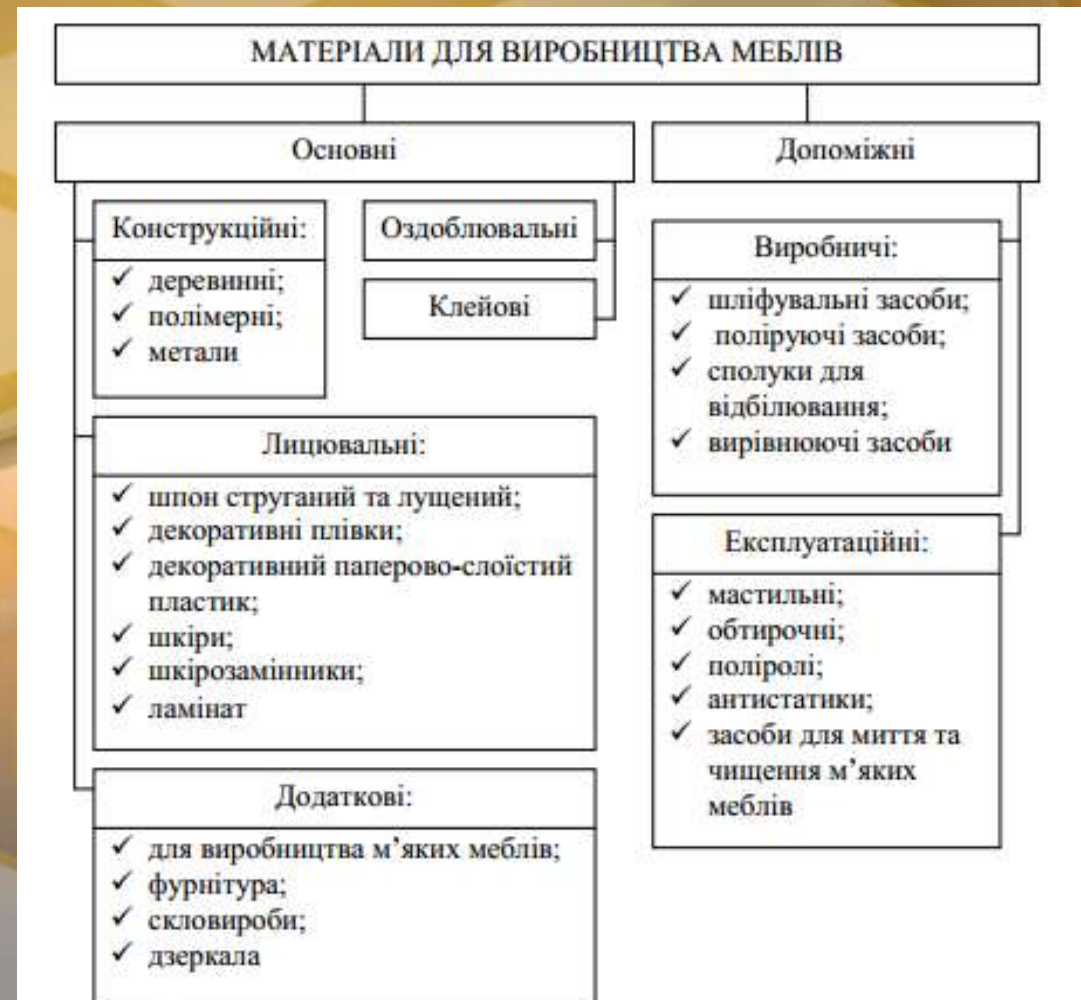 МАТЕРІАЛИ ДЛЯ ВИРОБНИЦТВА МЕБЛІВ
Основні
Допоміжні
Конструкційні:
✓ деревинні;
✓ полімерні;
✓ метали
Оздоблювальні
Клейові
Лицювальні:
✓ шпон струганий та лущений;
✓ декоративні плівки;
✓ декоративний паперово-слоїстий
пластик;
✓ шкіри;
✓ шкірозамінники;
✓ ламінат
Додаткові:
✓ для виробництва м’яких меблів;
✓ фурнітура;
✓ скловироби;
✓ дзеркала
Виробничі:
✓ шліфувальні засоби;
✓ поліруючі засоби;
✓ сполуки для
відбілювання;
✓ вирівнюючі засоби
Експлуатаційні:
✓ мастильні;
✓ обтирочні;
✓ поліролі;
✓ антистатики;
✓ засоби для миття та
чищення м’яких
меблів